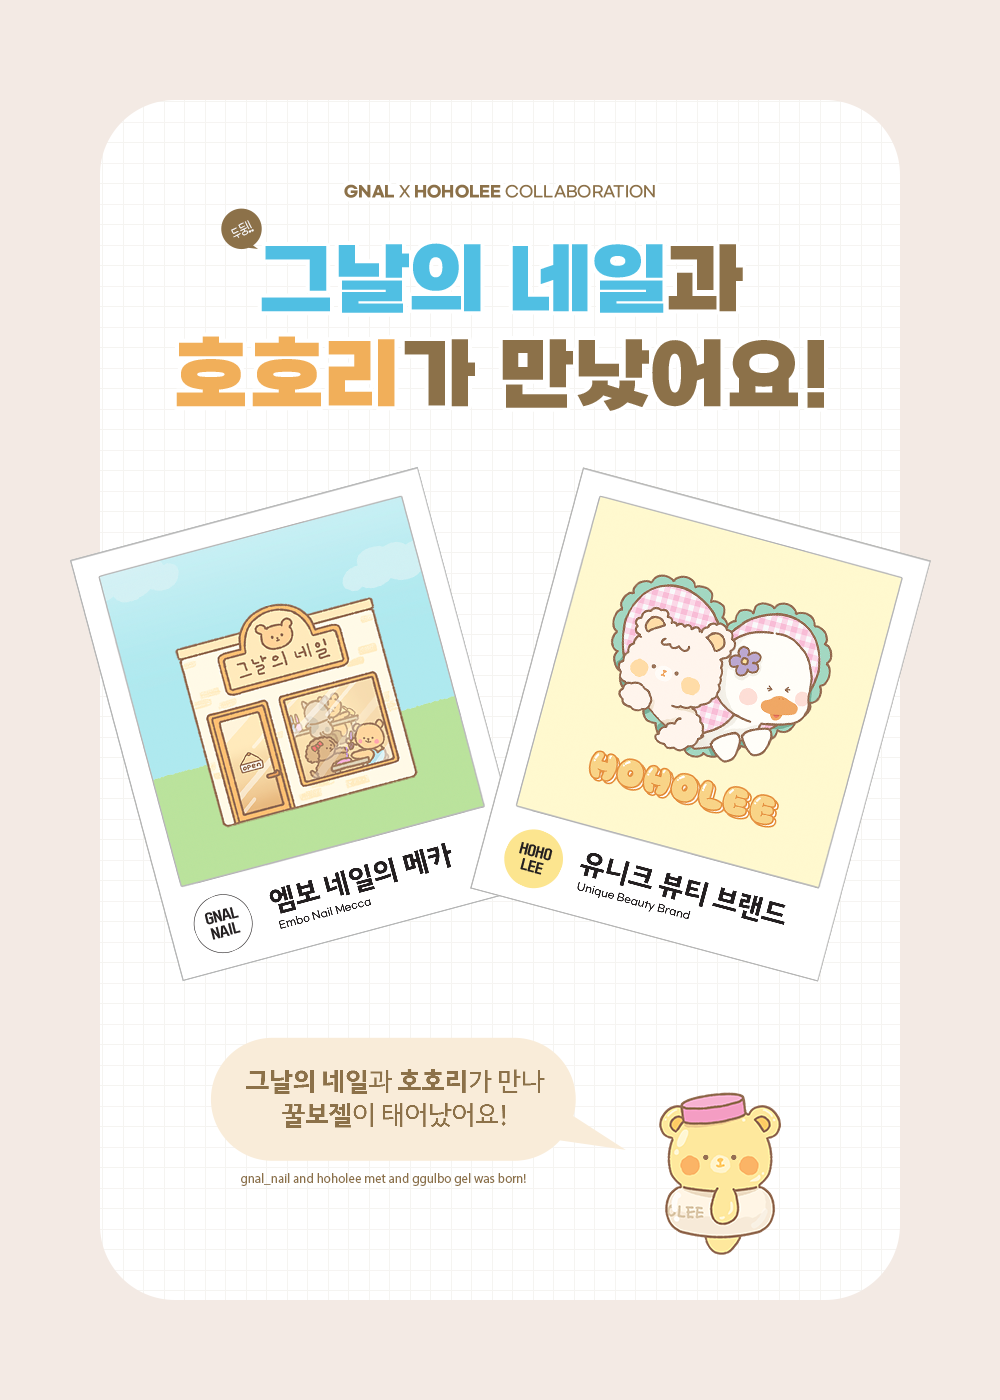 GNAL X HOHOLEE COLLABORATION
두둥!!
그날의 네일과
호호리가 만났어요!
그날의 네일
OPEN
HOHOLEE
GNAL
NAIL
엠보 네일의 메카
Embo Nail Mecca
HOHO
LEE
유니크 뷰티 브랜드
Unique Beauty Brand
그날의 네일과 호호리가 만나
꿀보젤이 태어났어요!
gnal_nail and hoholee met and ggulbo gel was born!
LEE